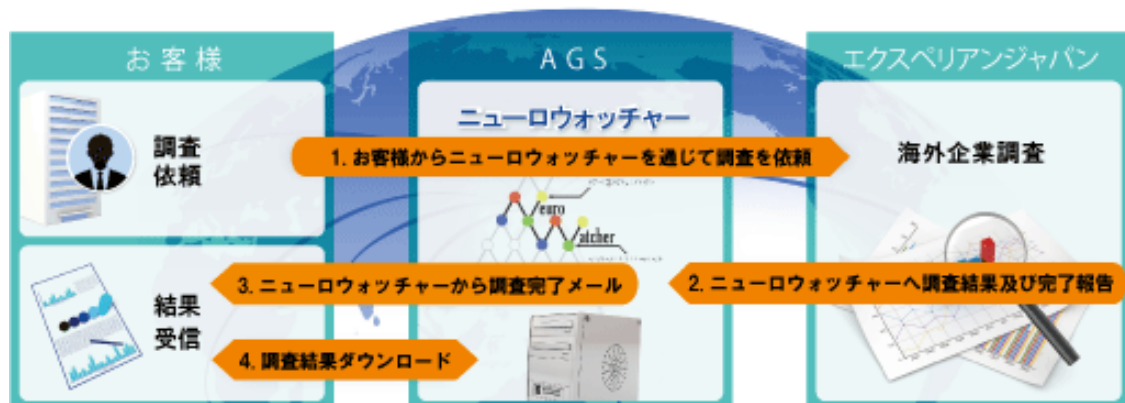 お客様
AGS
エクスペリアンジャパン
ニューロウォッチャー
調査
依頼
1. お客様からニューロウォッチャーを通じて調査を依頼
海外企業調査
euro
atcher
3. ニューロウォッチャーから調査完了メール
2. ニューロウォッチャーへ調査結果及び完了報告
結果
受信
4. 調査結果ダウンロード